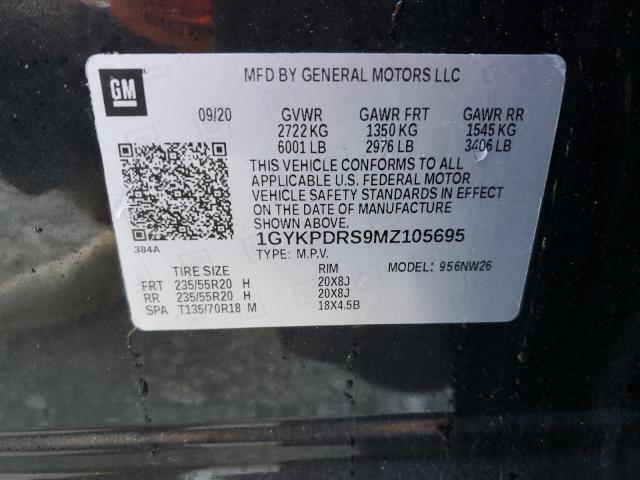 GM
MFD BY GENERAL MOTORS LLC
09/20 GVWR GAWR FRT GAWR RR
2722 KG 1350 KG 1545 KG
6001 LB 2976 LB 3406 LB
THIS VEHICLE CONFORMS TO ALL
APPLICABLE U.S. FEDERAL MOTOR
VEHICLE SAFETY STANDARDS IN EFFECT
ON THE DATE OF MANUFACTURE
SHOWN ABOVE.
384A
1GYKPDRS9MZ105695
TYPE: M.P.V.
TIRE SIZE RIM MODEL: 956NW26
FRT 235/55R20 H 20X8J
RR 235/55R20 H 20X8J
SPA T135/70R18 M 18X4.5B